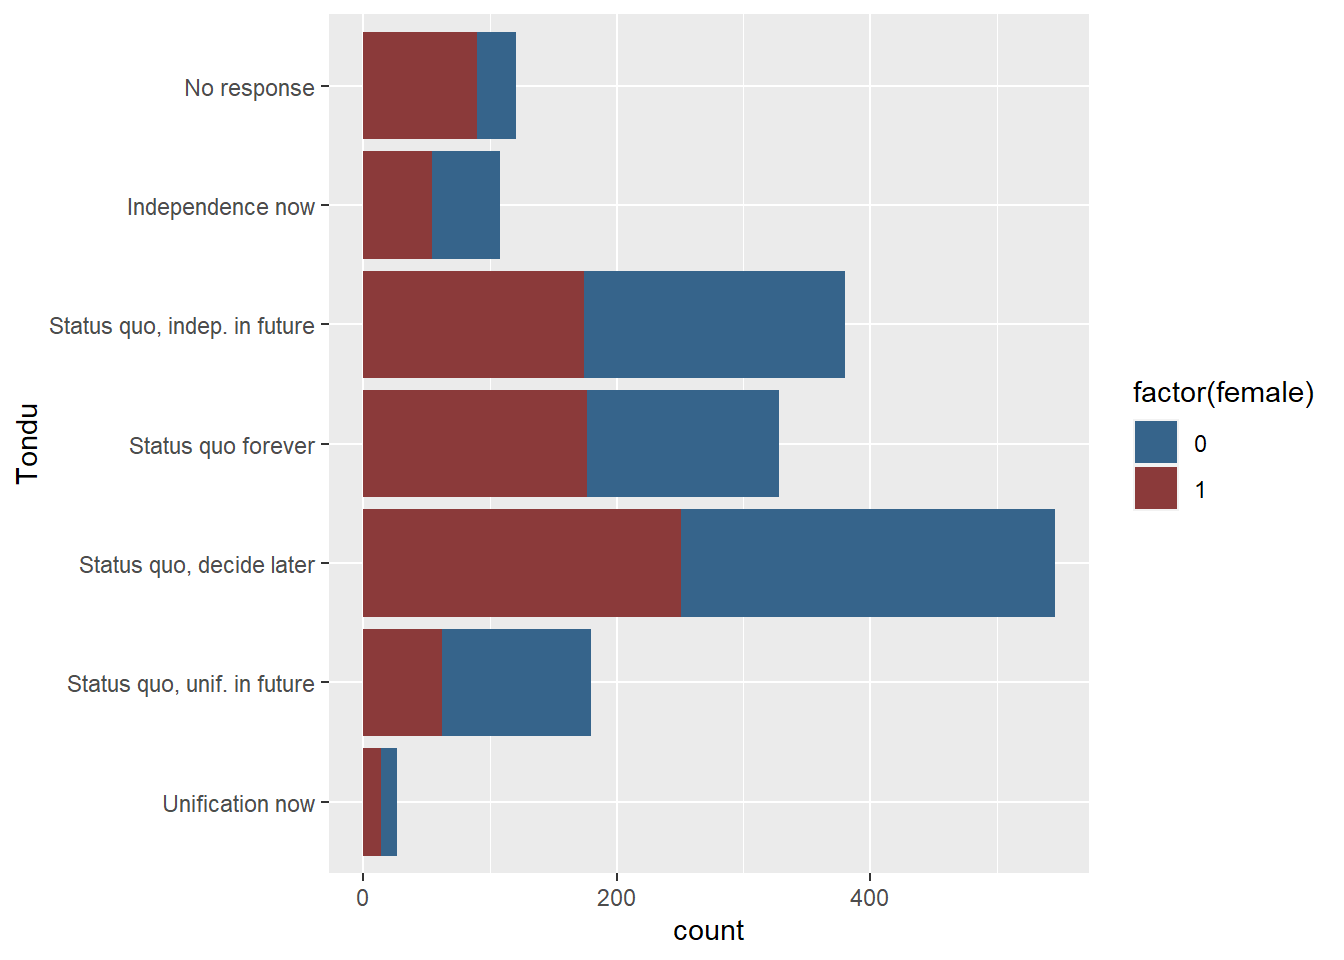 No response
Independence now
Status quo, indep. in future
Status quo forever
Status quo, decide later
Status quo, unif. in future
Unification now
Tondu
0
200
400
count
factor(female)
0
1